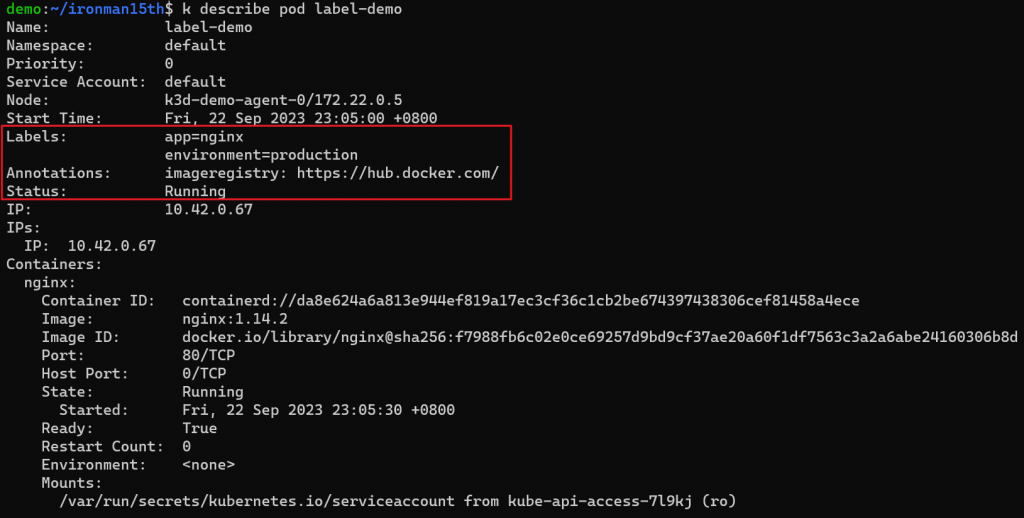 demo:~/ironman15th$ k describe pod label-demo
Name:             label-demo
Namespace:        default
Priority:         0
Service Account:  default
Node:             k3d-demo-agent-0/172.22.0.5
Start Time:       Fri, 22 Sep 2023 23:05:00 +0800
Labels:           app=nginx
                  environment=production
Annotations:      imageregistry: https://hub.docker.com/
Status:           Running
IP:               10.42.0.67
IPs:
  IP:  10.42.0.67
Containers:
  nginx:
    Container ID:   containerd://da8e624a6a813e944ef819a17ec3cf36c1cb2be674397438306cef81458a4ece
    Image:          nginx:1.14.2
    Image ID:       docker.io/library/nginx@sha256:f7988fb6c02e0ce69257d9bd9cf37ae20a60f1df7563c3a2a6abe24160306b8d
    Port:           80/TCP
    Host Port:      0/TCP
    State:          Running
      Started:      Fri, 22 Sep 2023 23:05:30 +0800
    Ready:          True
    Restart Count:  0
    Environment:    <none>
    Mounts:
      /var/run/secrets/kubernetes.io/serviceaccount from kube-api-access-7l9kj (ro)